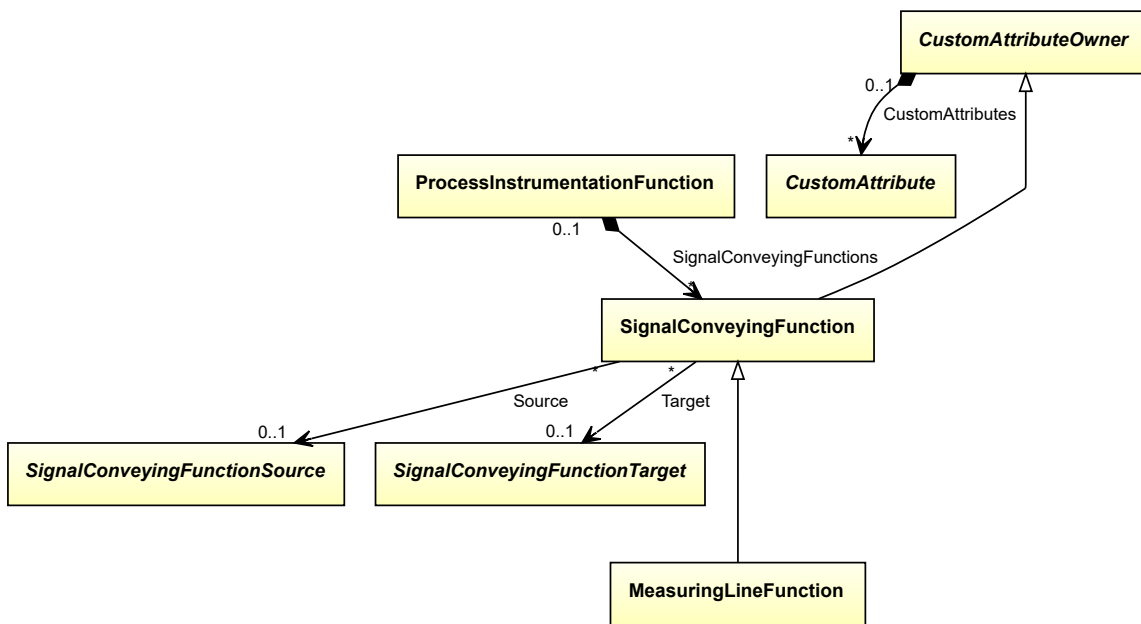 CustomAttributeOwner
0..1
CustomAttributes
*
ProcessInstrumentationFunction
CustomAttribute
0..1
SignalConveyingFunctions
*
SignalConveyingFunction
*
*
Source
Target
0..1
0..1
SignalConveyingFunctionSource
SignalConveyingFunctionTarget
MeasuringLineFunction